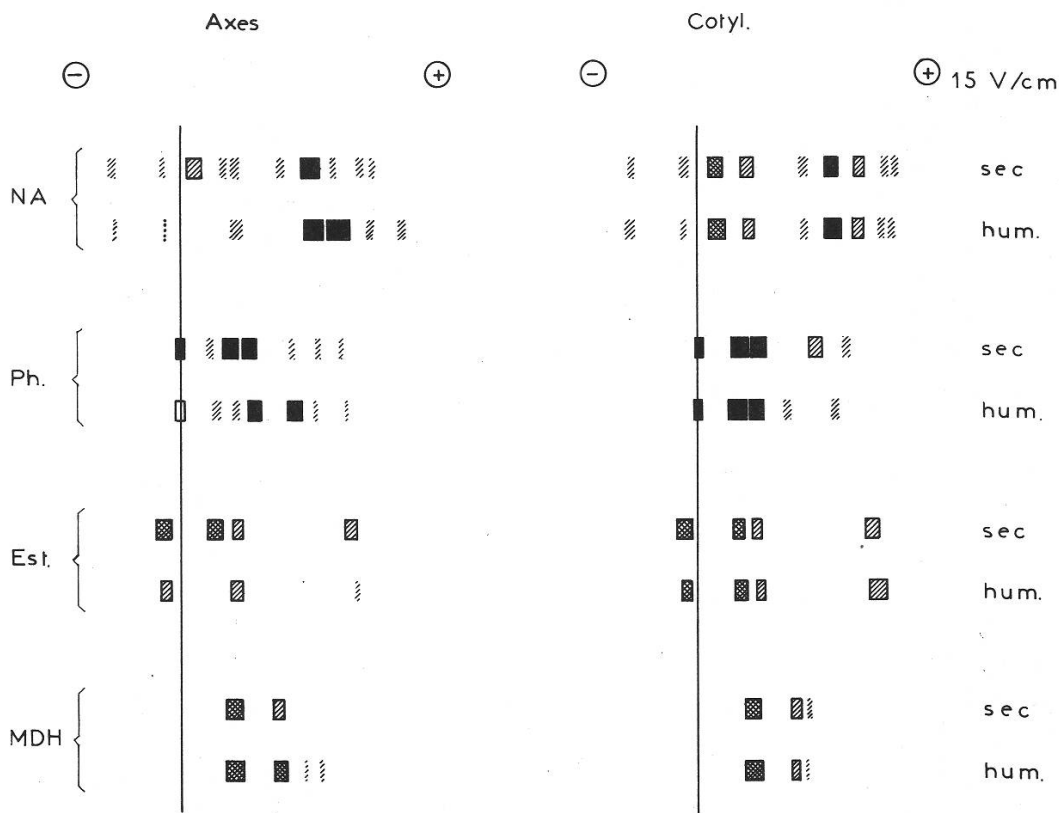 Axes Cotyl.
− + − + 15 V/cm
NA sec
hum.
Ph. sec
hum.
Est. sec
hum.
MDH sec
hum.